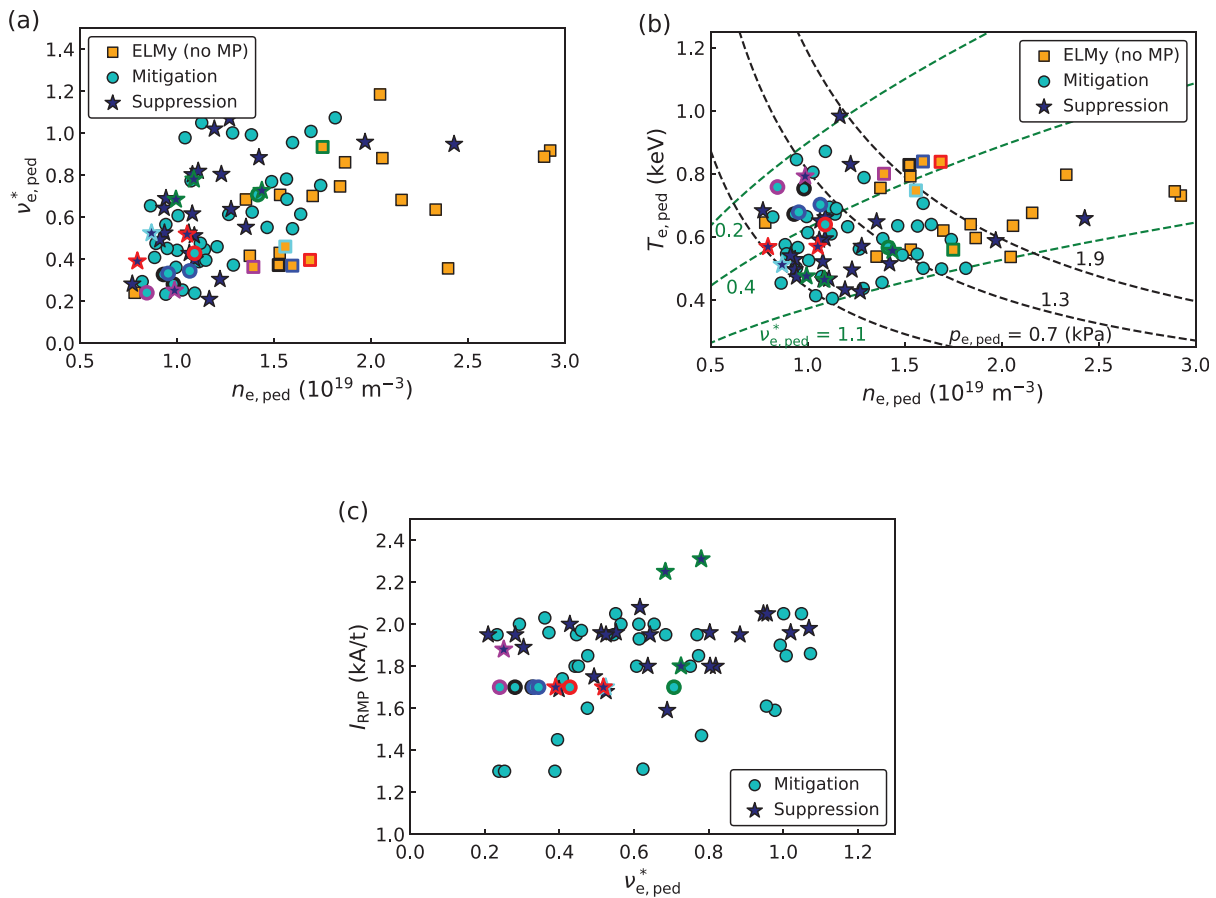 (a)
1.4
1.2
1.0
0.8
0.6
0.4
0.2
0.0
ν*e,ped
ELMy (no MP)
Mitigation
Suppression
0.5 1.0 1.5 2.0 2.5 3.0
ne, ped (10^19 m^−3)
(b)
1.2
1.0
0.8
0.6
0.4
Te, ped (keV)
ELMy (no MP)
Mitigation
Suppression
0.2
0.4
ν*e,ped = 1.1
1.9
1.3
pe, ped = 0.7 (kPa)
0.5 1.0 1.5 2.0 2.5 3.0
ne, ped (10^19 m^−3)
(c)
2.4
2.2
2.0
1.8
1.6
1.4
1.2
1.0
IRMP (kA/t)
Mitigation
Suppression
0.0 0.2 0.4 0.6 0.8 1.0 1.2
ν*e,ped